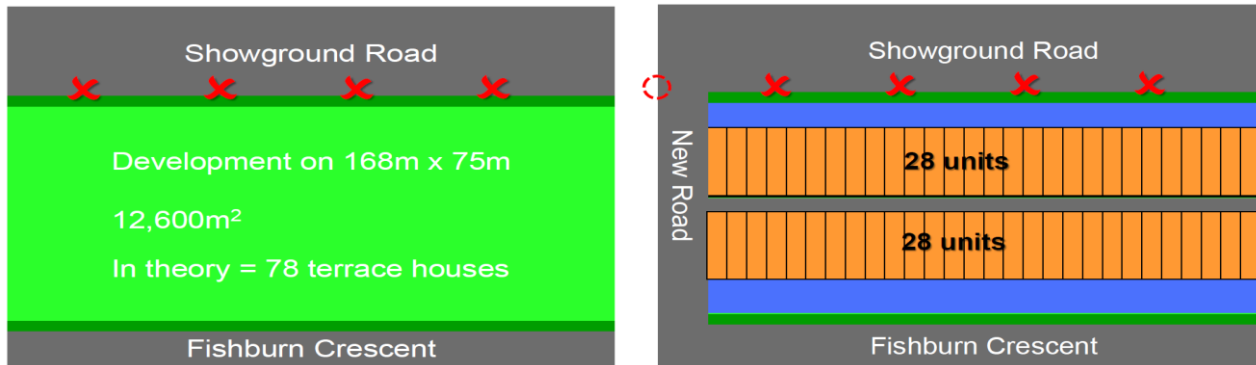 Showground Road
Development on 168m x 75m
12,600m²
In theory = 78 terrace houses
Fishburn Crescent
Showground Road
New Road
28 units
28 units
Fishburn Crescent